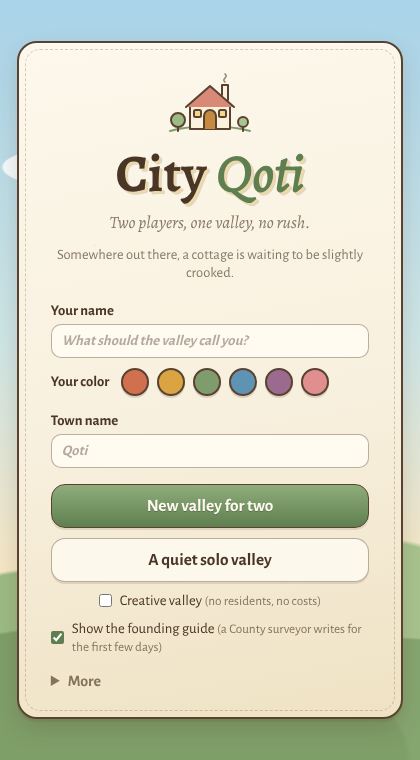 City Qoti
Two players, one valley, no rush.
Somewhere out there, a cottage is waiting to be slightly
crooked.
Your name
What should the valley call you?
Your color
Town name
Qoti
New valley for two
A quiet solo valley
Creative valley (no residents, no costs)
Show the founding guide (a County surveyor writes for
the first few days)
More